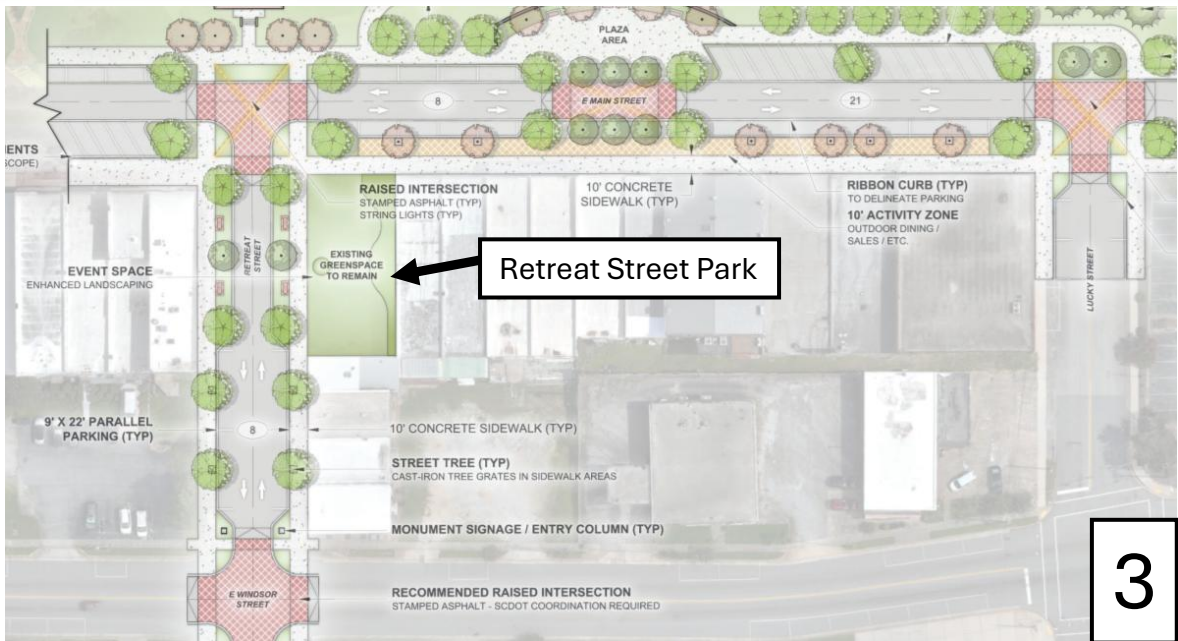 PLAZA
AREA
8
E MAIN STREET
21
SCOPE)
RAISED INTERSECTION
STAMPED ASPHALT (TYP)
STRING LIGHTS (TYP)
10' CONCRETE
SIDEWALK (TYP)
RIBBON CURB (TYP)
TO DELINEATE PARKING
10' ACTIVITY ZONE
OUTDOOR DINING /
SALES / ETC.
RETREAT
STREET
EXISTING
GREENSPACE
TO REMAIN
Retreat Street Park
EVENT SPACE
ENHANCED LANDSCAPING
LUCKY STREET
9' X 22' PARALLEL
PARKING (TYP)
8
10' CONCRETE SIDEWALK (TYP)
STREET TREE (TYP)
CAST-IRON TREE GRATES IN SIDEWALK AREAS
MONUMENT SIGNAGE / ENTRY COLUMN (TYP)
E WINDSOR
STREET
RECOMMENDED RAISED INTERSECTION
STAMPED ASPHALT - SCDOT COORDINATION REQUIRED
3